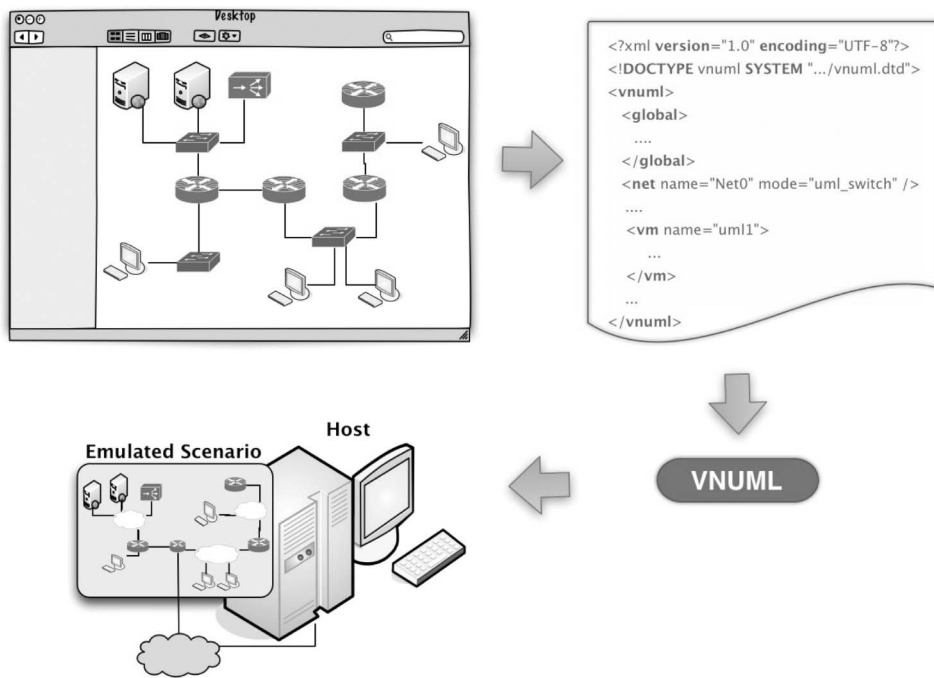 Desktop
<?xml version="1.0" encoding="UTF-8"?>
<!DOCTYPE vnuml SYSTEM ".../vnuml.dtd">
<vnuml>
<global>
....
</global>
<net name="Net0" mode="uml_switch" />
....
<vm name="uml1">
...
</vm>
...
</vnuml>
VNUML
Host
Emulated Scenario